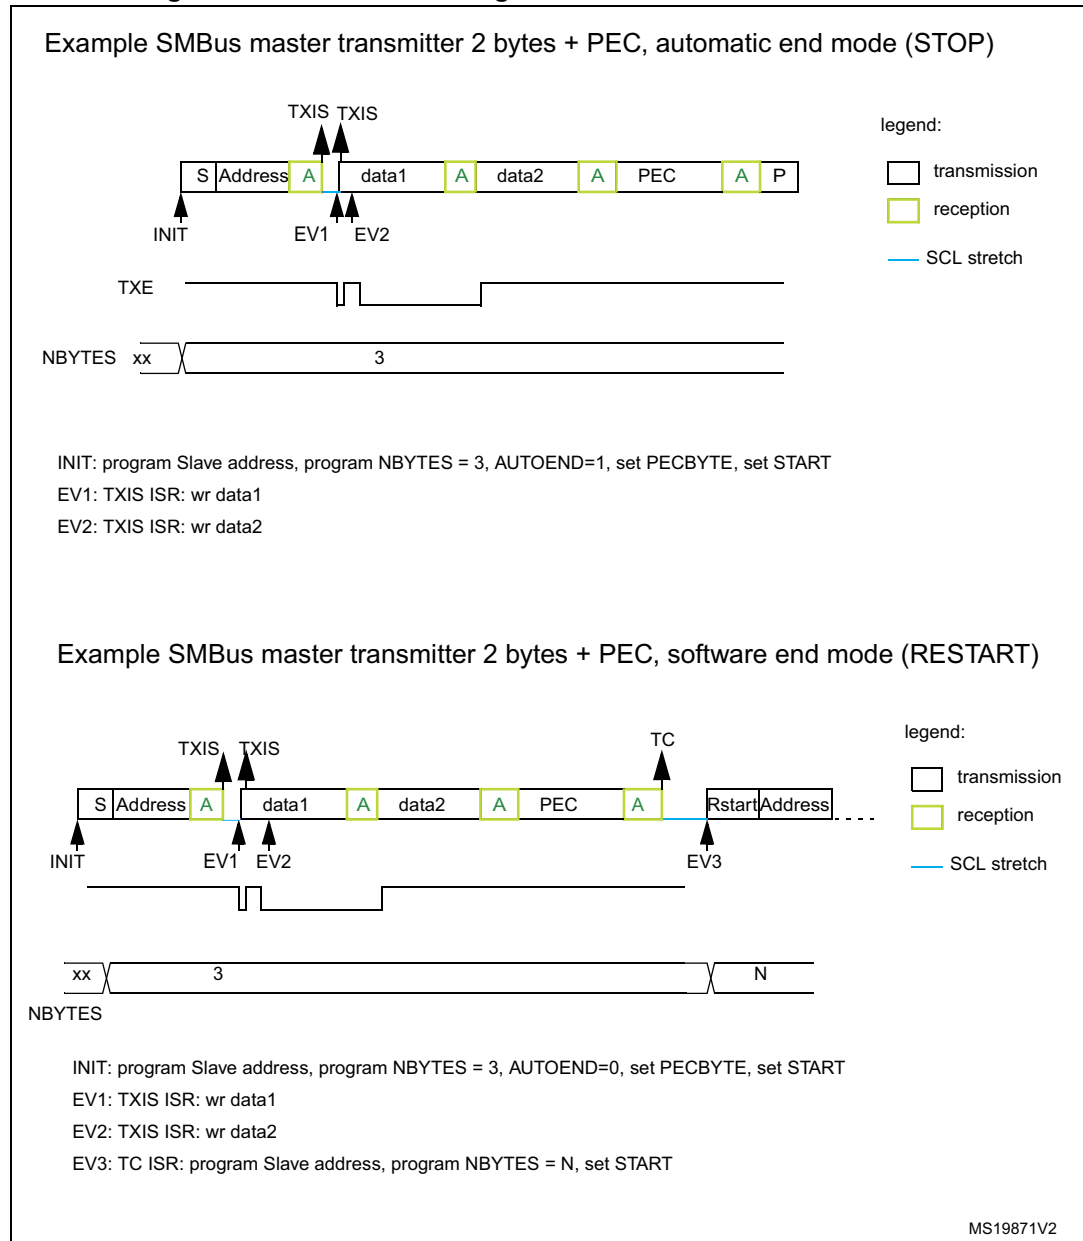 Example SMBus master transmitter 2 bytes + PEC, automatic end mode (STOP)
TXIS TXIS
legend:
S Address A data1 A data2 A PEC A P
transmission
reception
INIT EV1 EV2
SCL stretch
TXE
NBYTES xx 3
INIT: program Slave address, program NBYTES = 3, AUTOEND=1, set PECBYTE, set START
EV1: TXIS ISR: wr data1
EV2: TXIS ISR: wr data2
Example SMBus master transmitter 2 bytes + PEC, software end mode (RESTART)
TXIS TXIS TC
legend:
transmission
S Address A data1 A data2 A PEC A Rstart Address
reception
INIT EV1 EV2 EV3
SCL stretch
xx 3 N
NBYTES
INIT: program Slave address, program NBYTES = 3, AUTOEND=0, set PECBYTE, set START
EV1: TXIS ISR: wr data1
EV2: TXIS ISR: wr data2
EV3: TC ISR: program Slave address, program NBYTES = N, set START
MS19871V2